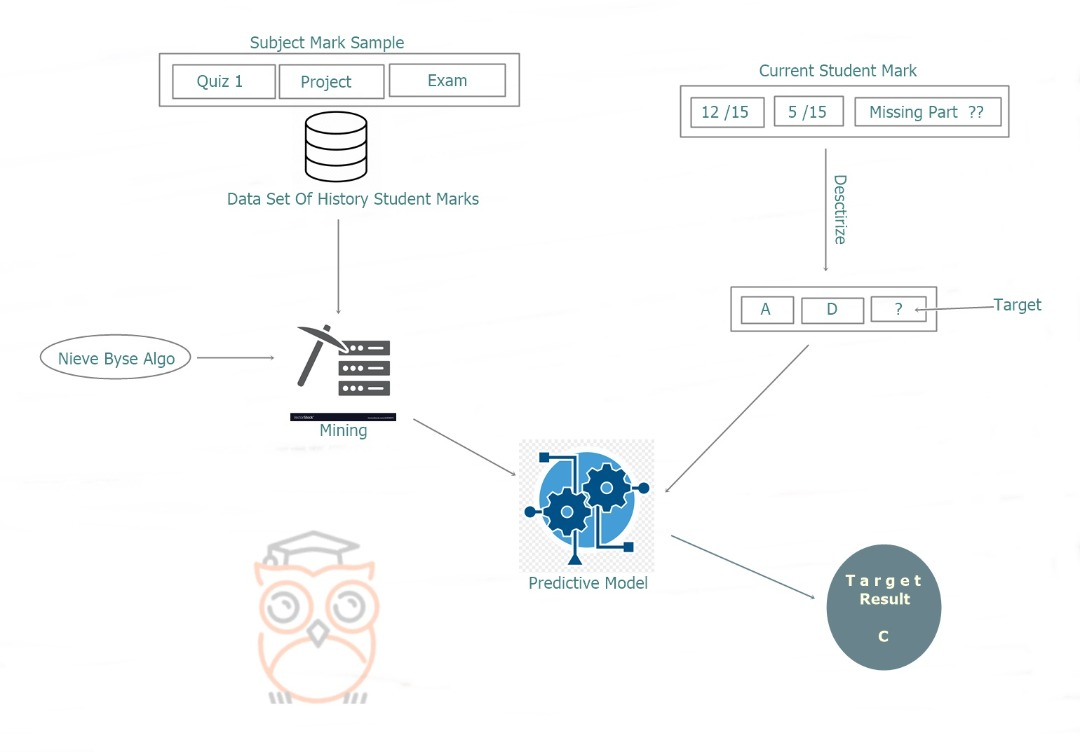 Subject Mark Sample
Quiz 1
Project
Exam
Data Set Of History Student Marks
Current Student Mark
12 /15
5 /15
Missing Part ??
Desctirize
A
D
?
Target
Nieve Byse Algo
Mining
Predictive Model
Target
Result
C